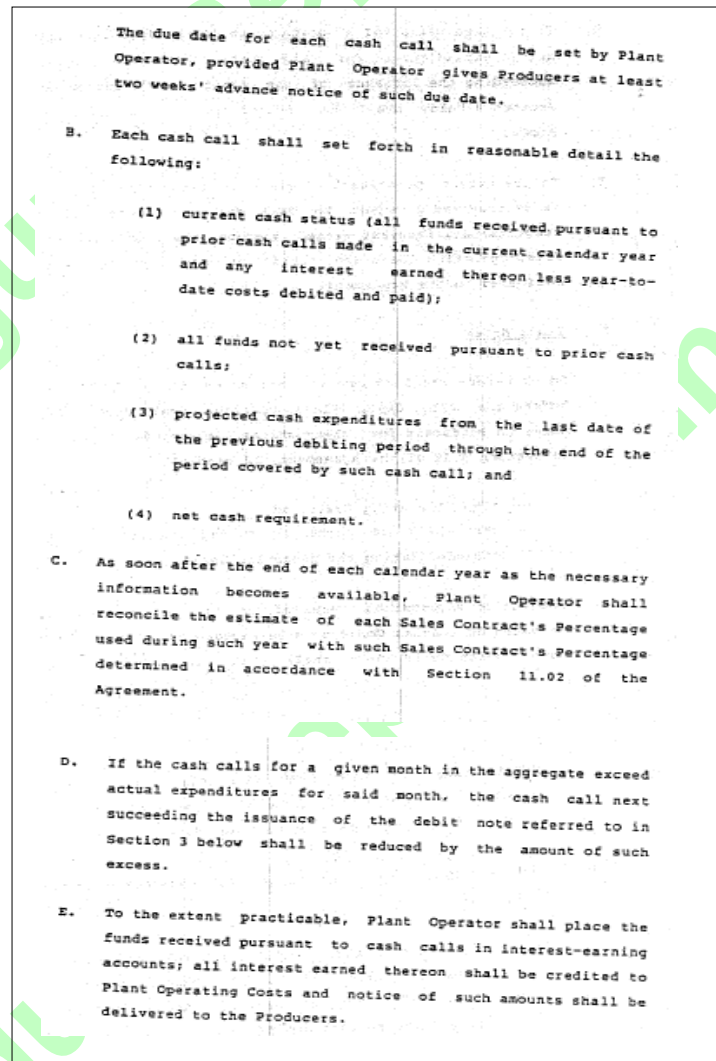 The due date for each cash call shall be set by Plant
Operator, provided Plant Operator gives Producers at least
two weeks' advance notice of such due date.
B. Each cash call shall set forth in reasonable detail the
following:
(1) current cash status (all funds received pursuant to
prior cash calls made in the current calendar year
and any interest earned thereon less year-to-
date costs debited and paid);
(2) all funds not yet received pursuant to prior cash
calls;
(3) projected cash expenditures from the last date of
the previous debiting period through the end of the
period covered by such cash call; and
(4) net cash requirement.
C. As soon after the end of each calendar year as the necessary
information becomes available, Plant Operator shall
reconcile the estimate of each Sales Contract's Percentage
used during such year with such Sales Contract's Percentage
determined in accordance with Section 11.02 of the
Agreement.
D. If the cash calls for a given month in the aggregate exceed
actual expenditures for said month, the cash call next
succeeding the issuance of the debit note referred to in
Section 3 below shall be reduced by the amount of such
excess.
E. To the extent practicable, Plant Operator shall place the
funds received pursuant to cash calls in interest-earning
accounts; all interest earned thereon shall be credited to
Plant Operating Costs and notice of such amounts shall be
delivered to the Producers.